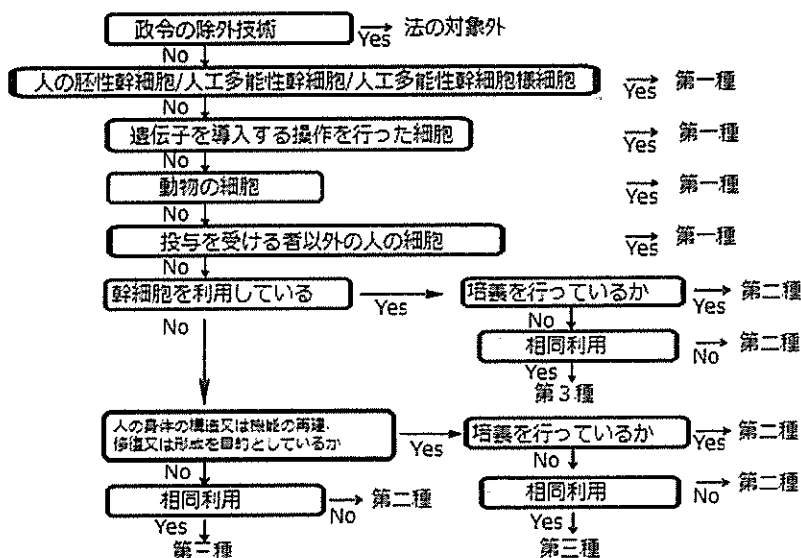 政令の除外技術 Yes 法の対象外
No
人の胚性幹細胞/人工多能性幹細胞/人工多能性幹細胞様細胞 Yes 第一種
No
遺伝子を導入する操作を行った細胞 Yes 第一種
No
動物の細胞 Yes 第一種
No
投与を受ける者以外の人の細胞 Yes 第一種
No
幹細胞を利用している Yes 培養を行っているか Yes 第二種
No No
相同利用 No 第二種
Yes
第3種
人の身体の構造又は機能の再建、
修復又は形成を目的としているか Yes 培養を行っているか Yes 第二種
No No
相同利用 No 第二種 相同利用 No 第二種
Yes Yes
第三種 第三種